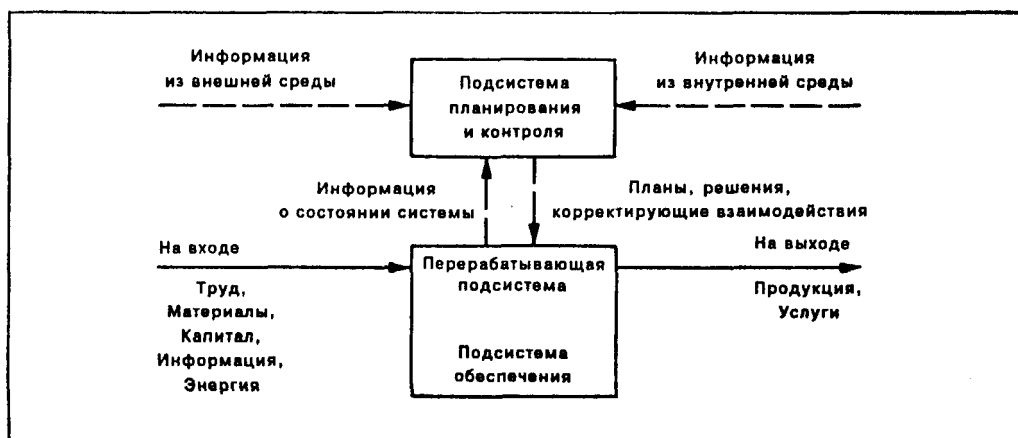 Информация
из внешней среды
Подсистема
планирования
и контроля
Информация
из внутренней среды
Информация
о состоянии системы
Планы, решения,
корректирующие взаимодействия
На входе
Труд,
Материалы,
Капитал,
Информация,
Энергия
Перерабатывающая
подсистема
Подсистема
обеспечения
На выходе
Продукция,
Услуги